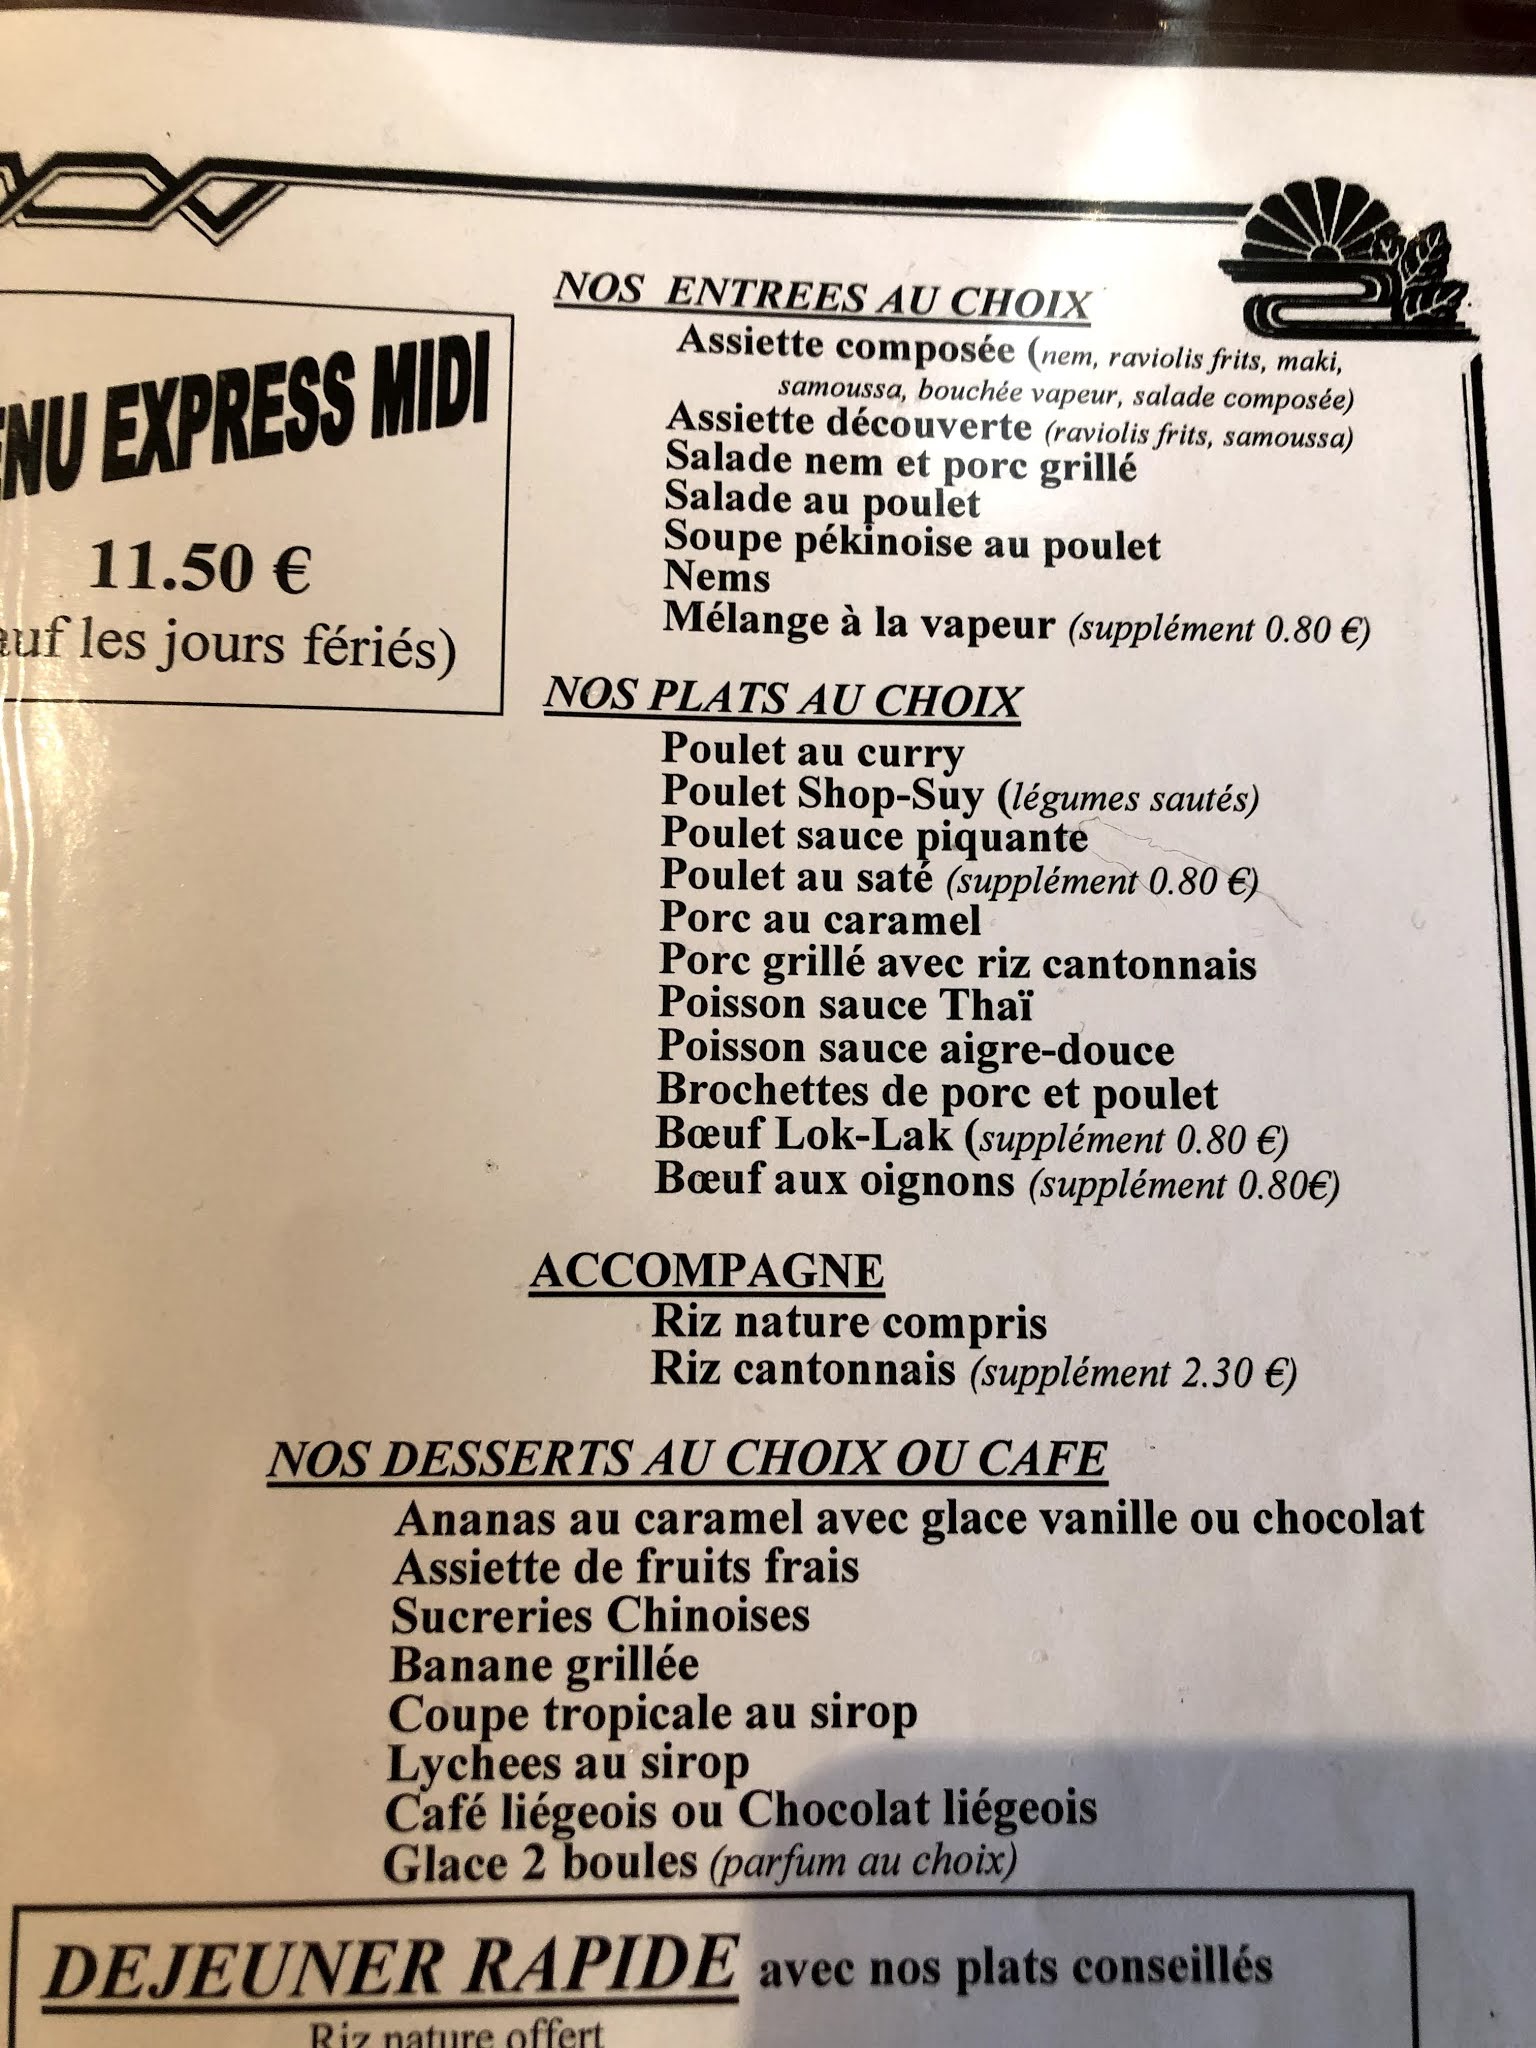 ENU EXPRESS MIDI
11.50 €
auf les jours fériés)
NOS ENTREES AU CHOIX
Assiette composée (nem, raviolis frits, maki,
samoussa, bouchée vapeur, salade composée)
Assiette découverte (raviolis frits, samoussa)
Salade nem et porc grillé
Salade au poulet
Soupe pékinoise au poulet
Nems
Mélange à la vapeur (supplément 0.80 €)
NOS PLATS AU CHOIX
Poulet au curry
Poulet Shop-Suy (légumes sautés)
Poulet sauce piquante
Poulet au saté (supplément 0.80 €)
Porc au caramel
Porc grillé avec riz cantonnais
Poisson sauce Thaï
Poisson sauce aigre-douce
Brochettes de porc et poulet
Bœuf Lok-Lak (supplément 0.80 €)
Bœuf aux oignons (supplément 0.80€)
ACCOMPAGNE
Riz nature compris
Riz cantonnais (supplément 2.30 €)
NOS DESSERTS AU CHOIX OU CAFE
Ananas au caramel avec glace vanille ou chocolat
Assiette de fruits frais
Sucreries Chinoises
Banane grillée
Coupe tropicale au sirop
Lychees au sirop
Café liégeois ou Chocolat liégeois
Glace 2 boules (parfum au choix)
DEJEUNER RAPIDE avec nos plats conseillés
Riz nature offert